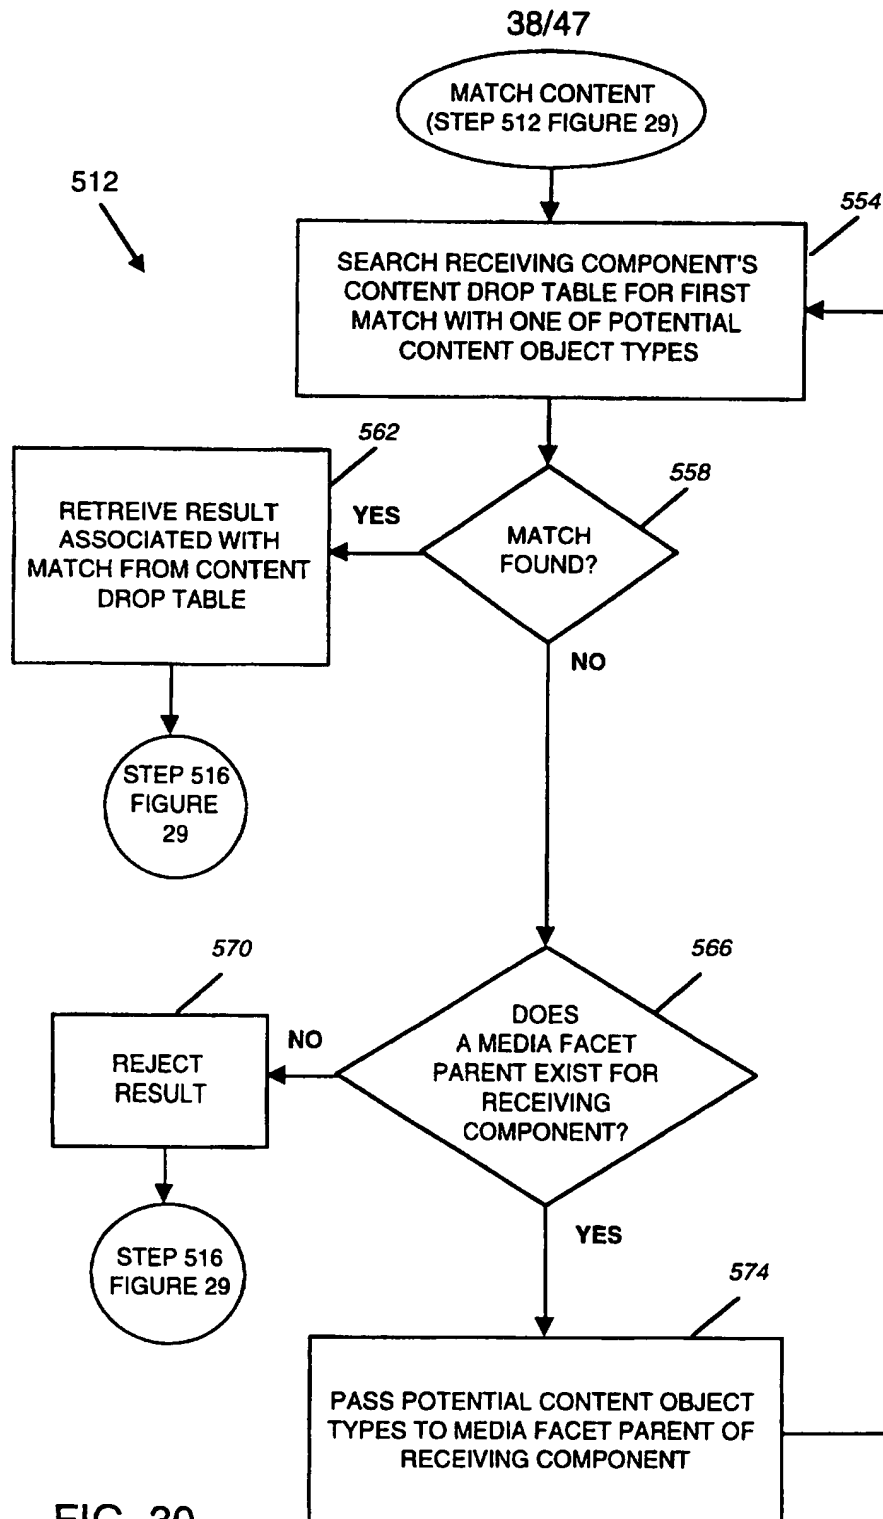 38/47
MATCH CONTENT
(STEP 512 FIGURE 29)
512
554
SEARCH RECEIVING COMPONENT'S
CONTENT DROP TABLE FOR FIRST
MATCH WITH ONE OF POTENTIAL
CONTENT OBJECT TYPES
562
558
RETREIVE RESULT
ASSOCIATED WITH
MATCH FROM CONTENT
DROP TABLE
YES
MATCH
FOUND?
NO
STEP 516
FIGURE
29
570
566
REJECT
RESULT
NO
DOES
A MEDIA FACET
PARENT EXIST FOR
RECEIVING
COMPONENT?
STEP 516
FIGURE 29
YES
574
PASS POTENTIAL CONTENT OBJECT
TYPES TO MEDIA FACET PARENT OF
RECEIVING COMPONENT
FIG. 30